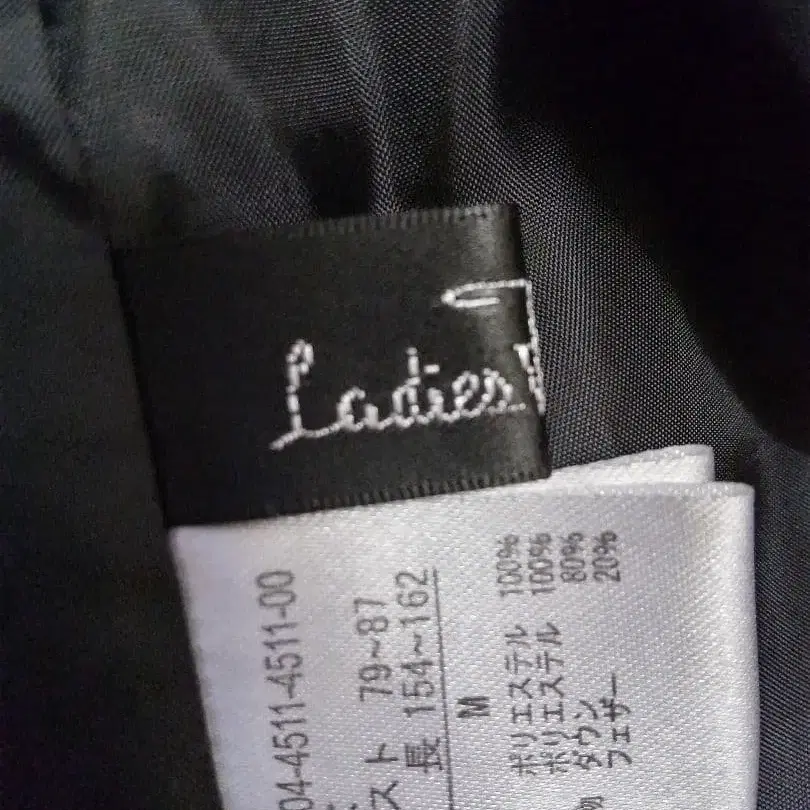 Ladies
04-4511-4511-00
スト 79~87
長 154~162
M
ポリエステル 100%
ポリエステル 100%
ダウン 80%
フェザー 20%